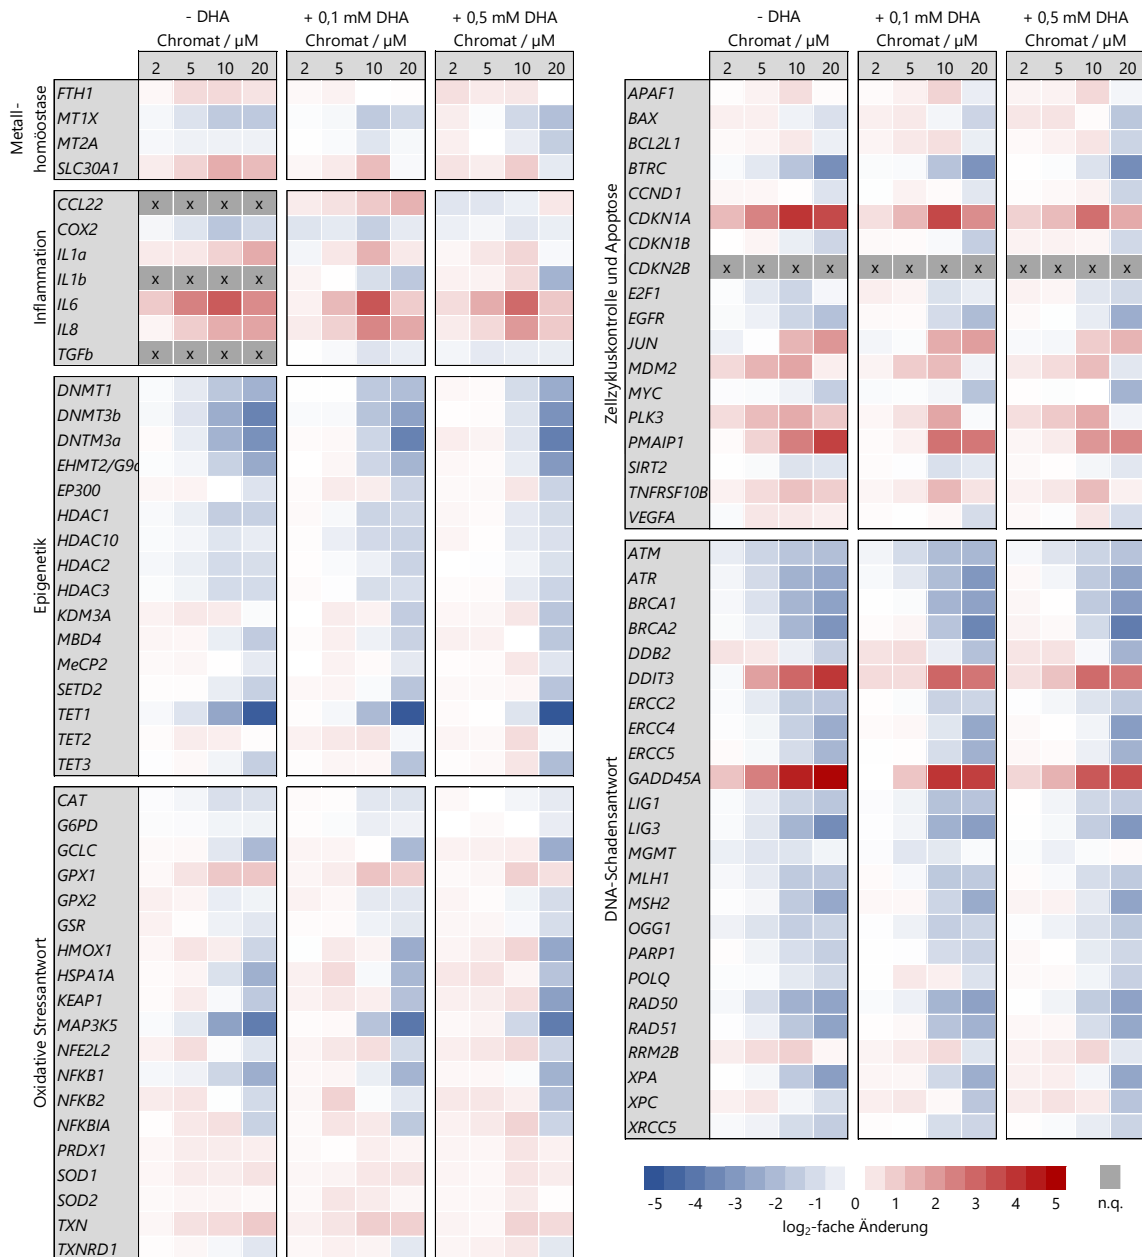 - DHA
+ 0,1 mM DHA
+ 0,5 mM DHA
Chromat / µM
Chromat / µM
Chromat / µM
2 5 10 20
2 5 10 20
2 5 10 20
Metall-
homöostase
FTH1
MT1X
MT2A
SLC30A1
Inflammation
CCL22 x x x x
COX2
IL1a
IL1b x x x x
IL6
IL8
TGFb x x x x
Epigenetik
DNMT1
DNMT3b
DNTM3a
EHMT2/G9
EP300
HDAC1
HDAC10
HDAC2
HDAC3
KDM3A
MBD4
MeCP2
SETD2
TET1
TET2
TET3
Oxidative Stressantwort
CAT
G6PD
GCLC
GPX1
GPX2
GSR
HMOX1
HSPA1A
KEAP1
MAP3K5
NFE2L2
NFKB1
NFKB2
NFKBIA
PRDX1
SOD1
SOD2
TXN
TXNRD1
- DHA
+ 0,1 mM DHA
+ 0,5 mM DHA
Chromat / µM
Chromat / µM
Chromat / µM
2 5 10 20
2 5 10 20
2 5 10 20
Zellzykluskontrolle und Apoptose
APAF1
BAX
BCL2L1
BTRC
CCND1
CDKN1A
CDKN1B
CDKN2B x x x x x x x x x x x x
E2F1
EGFR
JUN
MDM2
MYC
PLK3
PMAIP1
SIRT2
TNFRSF10B
VEGFA
DNA-Schadensantwort
ATM
ATR
BRCA1
BRCA2
DDB2
DDIT3
ERCC2
ERCC4
ERCC5
GADD45A
LIG1
LIG3
MGMT
MLH1
MSH2
OGG1
PARP1
POLQ
RAD50
RAD51
RRM2B
XPA
XPC
XRCC5
-5 -4 -3 -2 -1 0 1 2 3 4 5 n.q.
log₂-fache Änderung